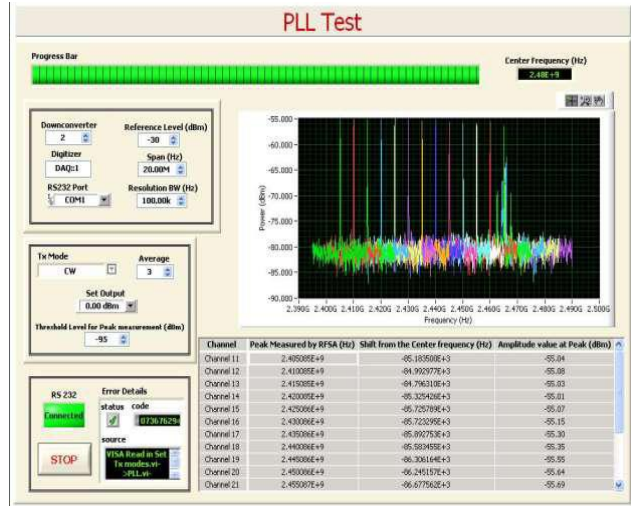 PLL Test
Progress Bar
Center Frequency (Hz)
2.48E+9
Downconverter
2
Reference Level (dBm)
-30
Digitizer
DAQ::1
Span (Hz)
20.00M
RS232 Port
COM1
Resolution BW (Hz)
100.00k
Power (dBm)
-55.000
-60.000
-65.000
-70.000
-75.000
-80.000
-85.000
-90.000
2.390G 2.400G 2.410G 2.420G 2.430G 2.440G 2.450G 2.460G 2.470G 2.480G 2.490G 2.500G
Frequency (Hz)
Tx Mode
CW
Average
3
Set Output
0.00 dBm
Threshold Level for Peak measurement (dBm)
-95
Channel Peak Measured by RFSA (Hz) Shift from the Center frequency (Hz) Amplitude value at Peak (dBm)
Channel 11 2.405085E+9 -85.183500E+3 -55.04
Channel 12 2.410085E+9 -84.992977E+3 -55.08
Channel 13 2.415085E+9 -84.796310E+3 -55.03
Channel 14 2.420085E+9 -85.325426E+3 -55.01
Channel 15 2.425086E+9 -85.725789E+3 -55.07
Channel 16 2.430086E+9 -85.723295E+3 -55.15
Channel 17 2.435086E+9 -85.892753E+3 -55.30
Channel 18 2.440086E+9 -85.583455E+3 -55.35
Channel 19 2.445086E+9 -86.306164E+3 -55.55
Channel 20 2.450086E+9 -86.245157E+3 -55.64
Channel 21 2.455087E+9 -86.677562E+3 -55.69
RS 232
Connected
STOP
Error Details
status code
source
VISA Read in Set
Tx modes.vi-
>PLL.vi-